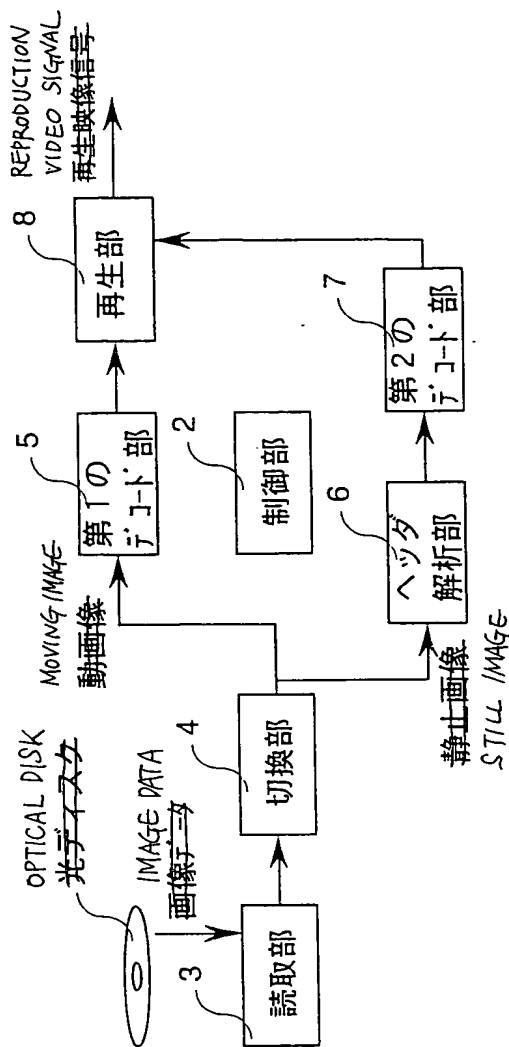 OPTICAL DISK
光ディスク
IMAGE DATA
画像データ
3
読取部
4
切換部
MOVING IMAGE
動画像
5
第1の
デコード部
2
制御部
静止画像
STILL IMAGE
6
ヘッダ
解析部
7
第2の
デコード部
8
再生部
REPRODUCTION
VIDEO SIGNAL
再生映像信号